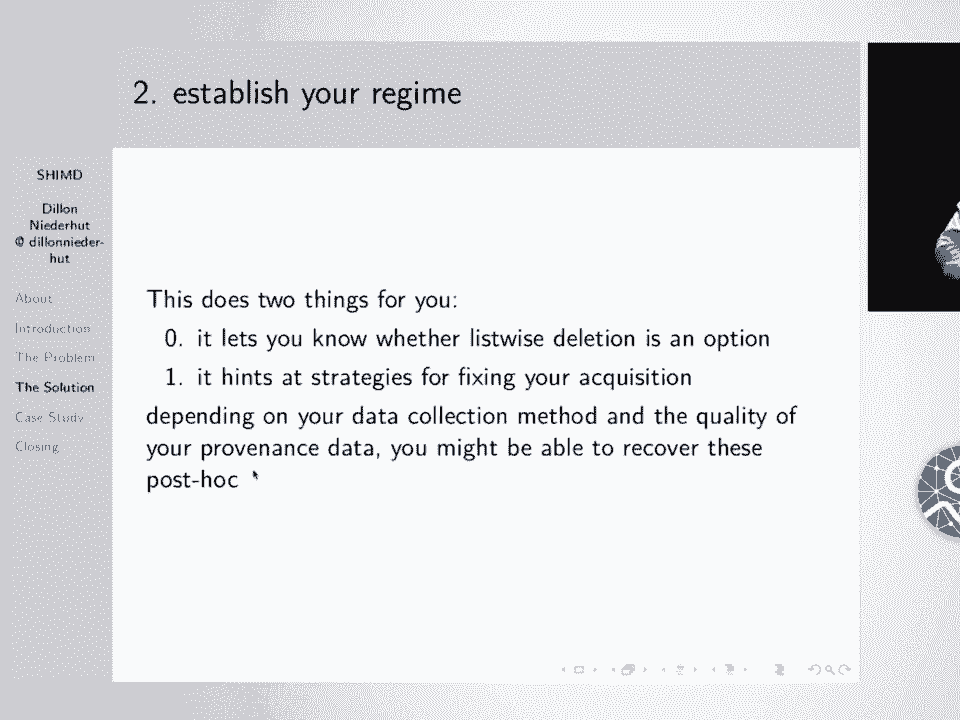 2. establish your regime
SHIMD
Dillon
Niederhut
@ dillonnieder-
hut
About
Introduction
The Problem
The Solution
Case Study
Closing
This does two things for you:
0. it lets you know whether listwise deletion is an option
1. it hints at strategies for fixing your acquisition
depending on your data collection method and the quality of
your provenance data, you might be able to recover these
post-hoc